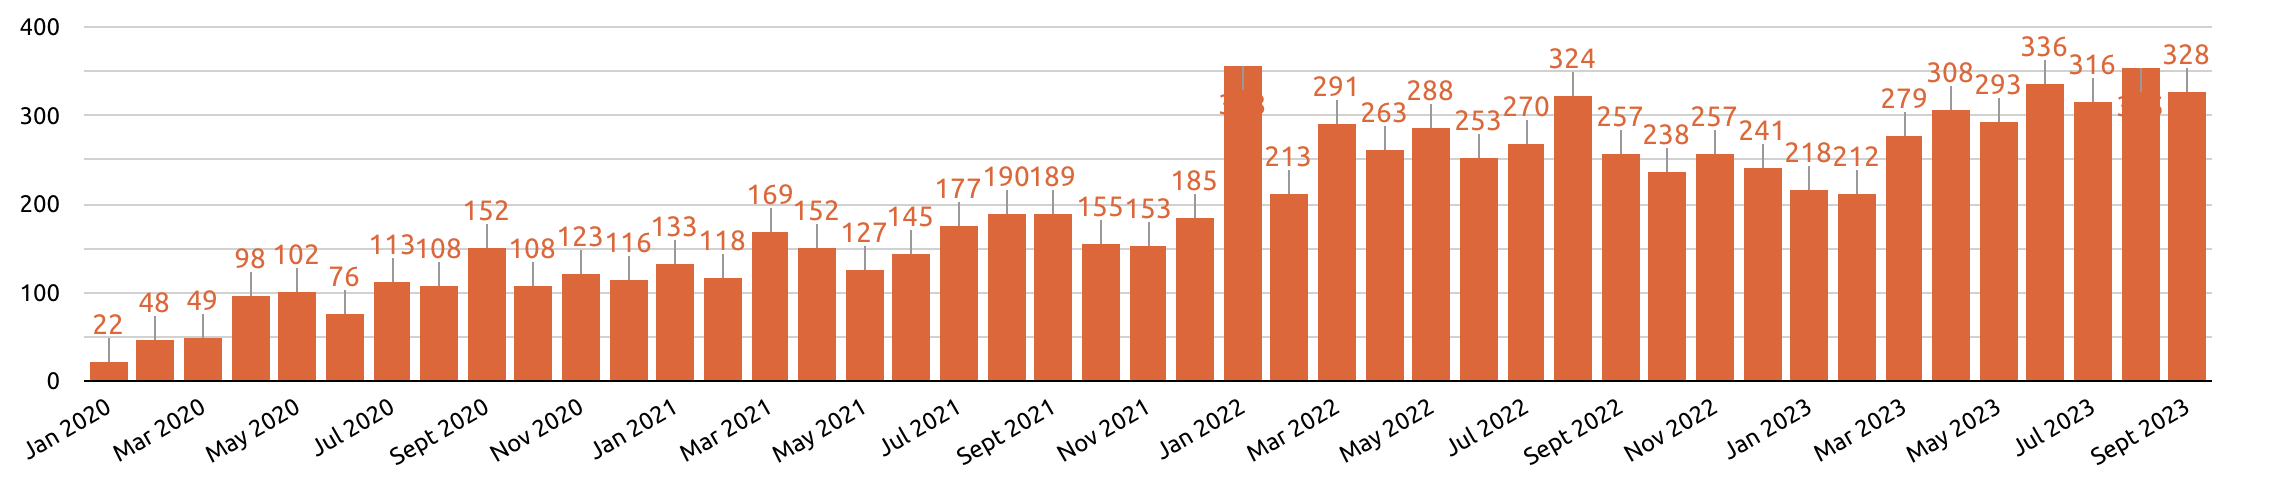 400
300
200
100
0
22
48
49
98
102
76
113
108
152
108
123
116
133
118
169
152
127
145
177
190
189
155
153
185
213
291
263
288
253
270
324
257
238
257
241
218
212
279
308
293
336
316
328
Jan 2020
Mar 2020
May 2020
Jul 2020
Sept 2020
Nov 2020
Jan 2021
Mar 2021
May 2021
Jul 2021
Sept 2021
Nov 2021
Jan 2022
Mar 2022
May 2022
Jul 2022
Sept 2022
Nov 2022
Jan 2023
Mar 2023
May 2023
Jul 2023
Sept 2023